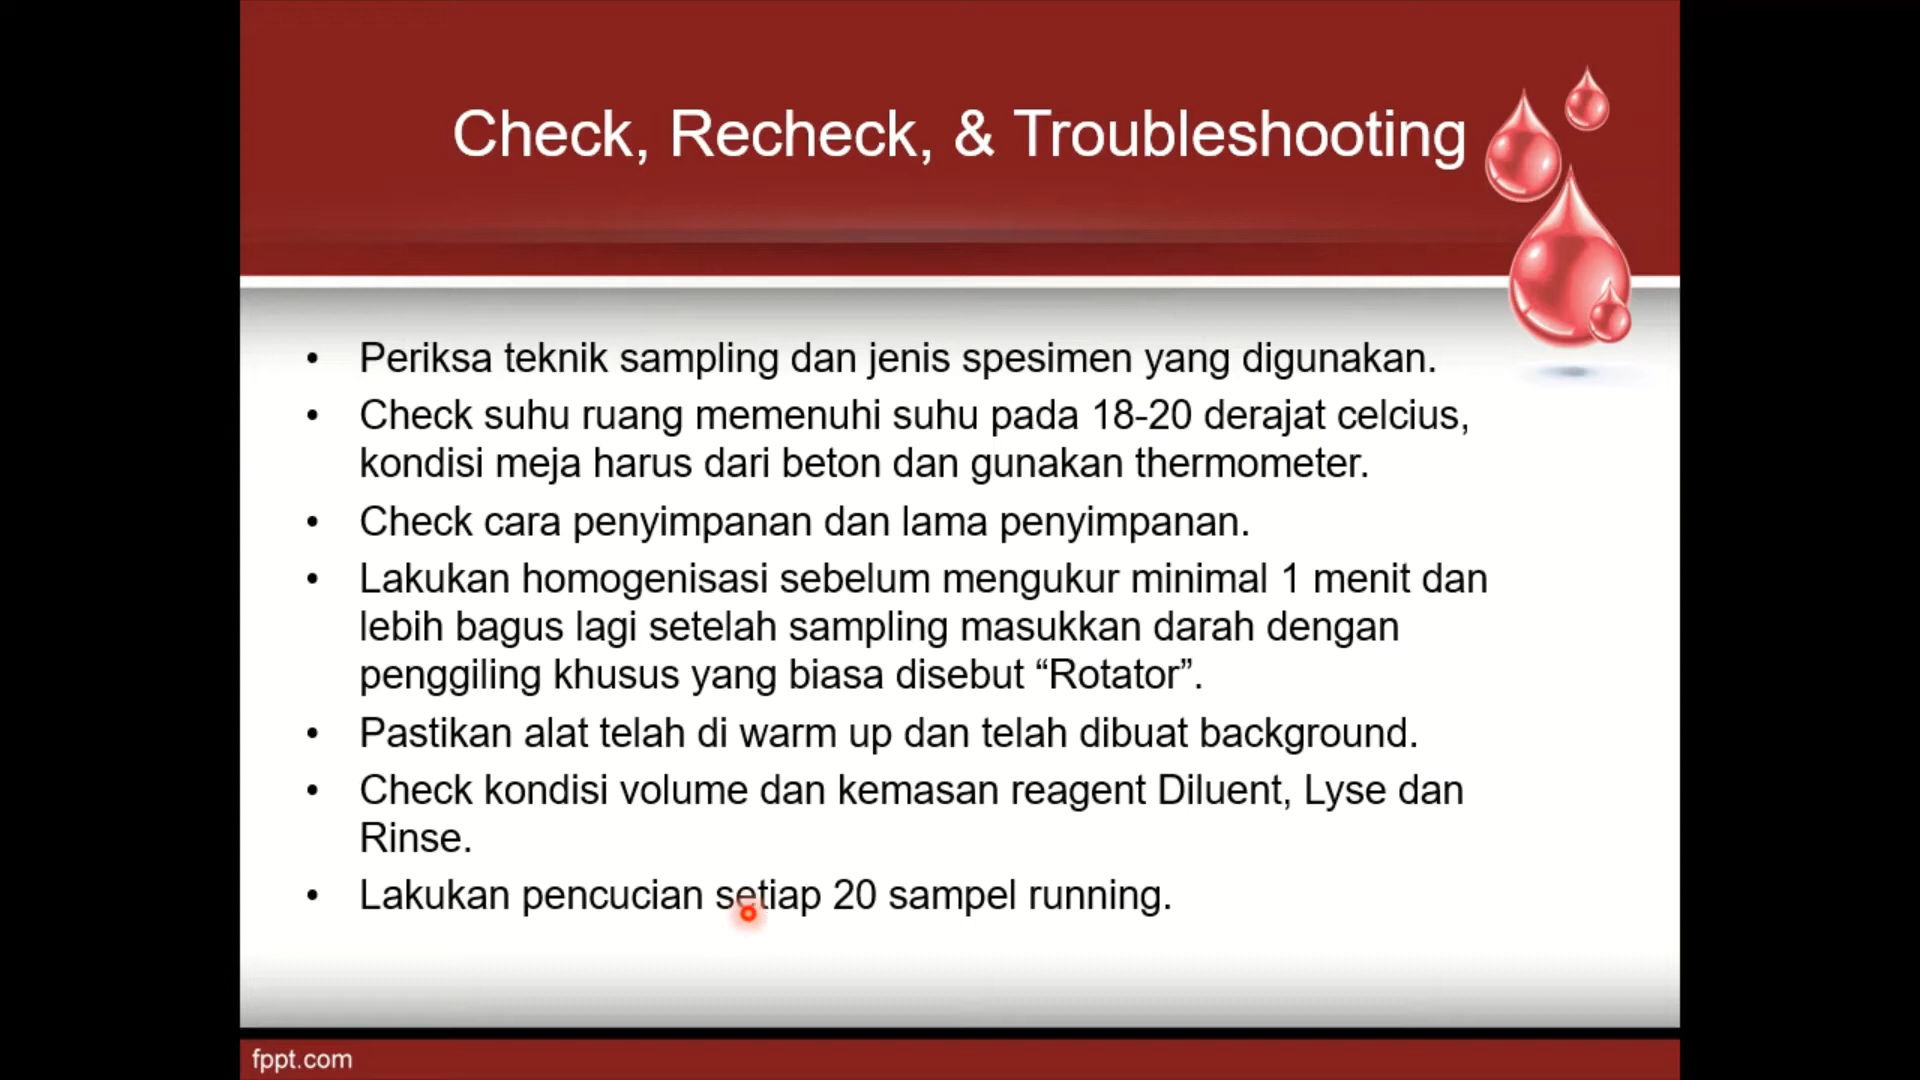 Check, Recheck, & Troubleshooting
• Periksa teknik sampling dan jenis spesimen yang digunakan.
• Check suhu ruang memenuhi suhu pada 18-20 derajat celcius,
kondisi meja harus dari beton dan gunakan thermometer.
• Check cara penyimpanan dan lama penyimpanan.
• Lakukan homogenisasi sebelum mengukur minimal 1 menit dan
lebih bagus lagi setelah sampling masukkan darah dengan
penggiling khusus yang biasa disebut “Rotator”.
• Pastikan alat telah di warm up dan telah dibuat background.
• Check kondisi volume dan kemasan reagent Diluent, Lyse dan
Rinse.
• Lakukan pencucian setiap 20 sampel running.
fppt.com